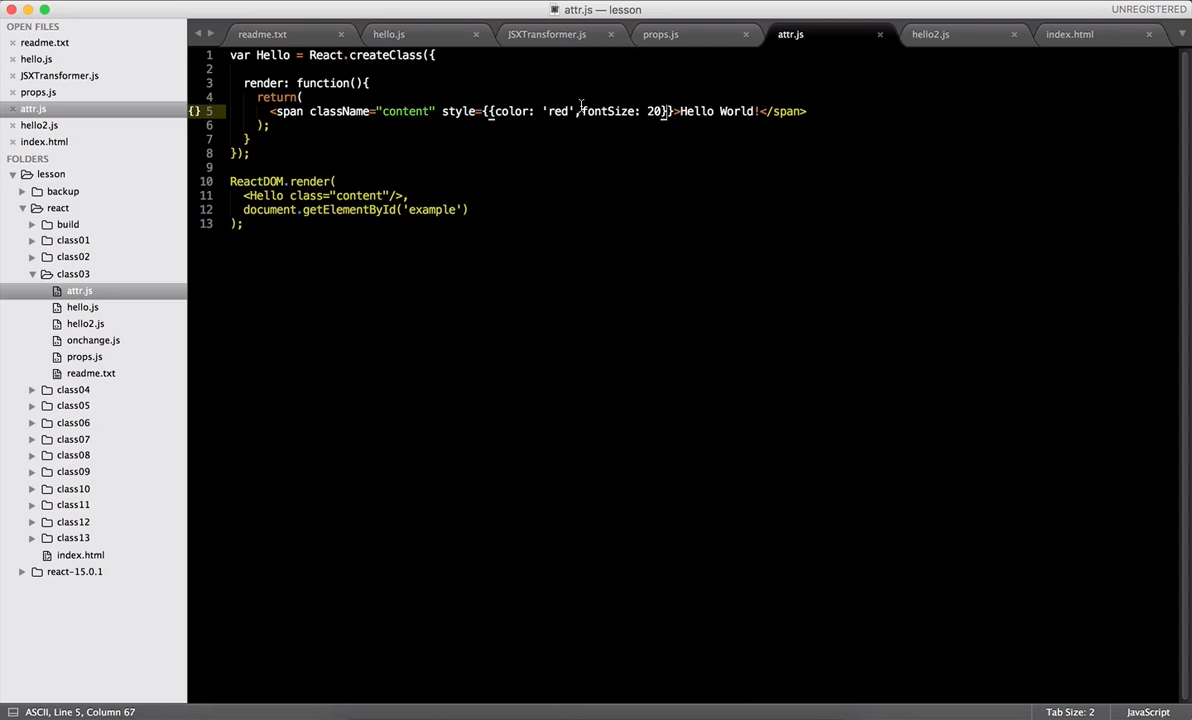 attr.js — lesson
UNREGISTERED
OPEN FILES
readme.txt
hello.js
JSXTransformer.js
props.js
attr.js
hello2.js
index.html
FOLDERS
lesson
backup
react
build
class01
class02
class03
attr.js
hello.js
hello2.js
onchange.js
props.js
readme.txt
class04
class05
class06
class07
class08
class09
class10
class11
class12
class13
index.html
react-15.0.1
readme.txt hello.js JSXTransformer.js props.js attr.js hello2.js index.html
1 var Hello = React.createClass({
2
3 render: function(){
4 return(
{} 5 <span className="content" style={{color: 'red',fontSize: 20}}>Hello World!</span>
6 );
7 }
8 });
9
10 ReactDOM.render(
11 <Hello class="content"/>,
12 document.getElementById('example')
13 );
ASCII, Line 5, Column 67
Tab Size: 2
JavaScript